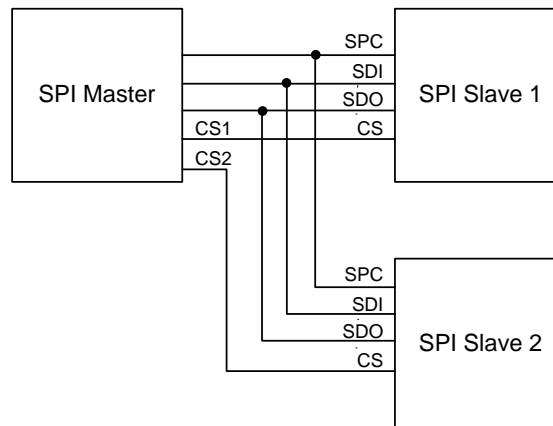 SPC
SDI
SPI Master
SDO
SPI Slave 1
CS1
CS
CS2
SPC
SDI
SDO
SPI Slave 2
CS